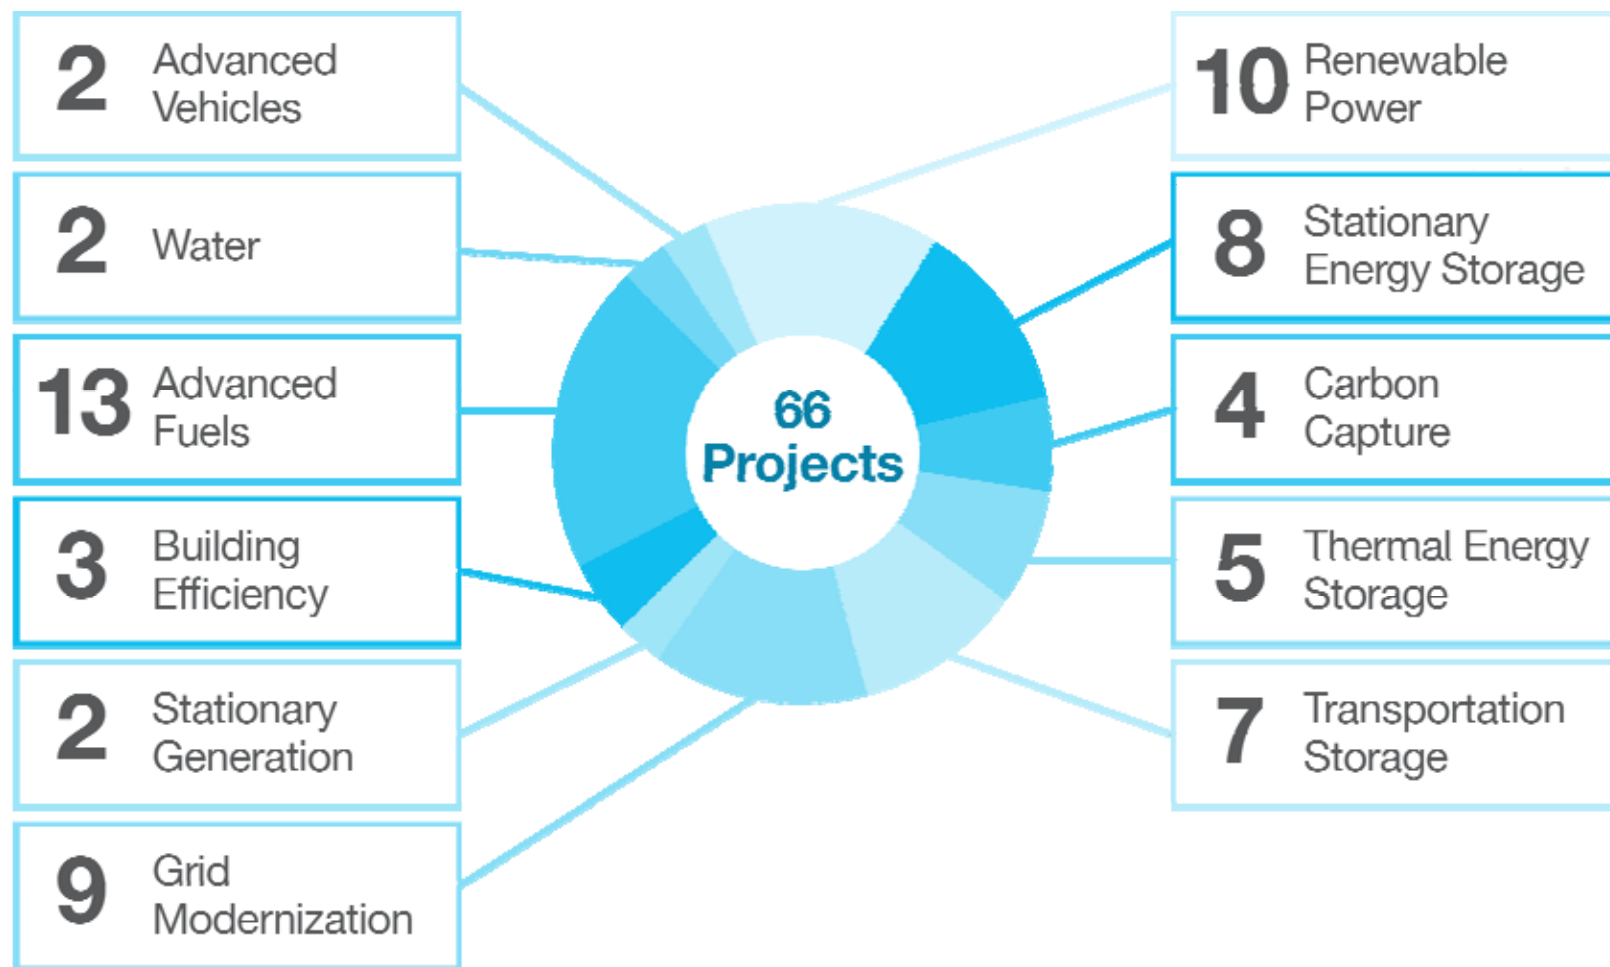 2 Advanced
Vehicles
2 Water
13 Advanced
Fuels
3 Building
Efficiency
2 Stationary
Generation
9 Grid
Modernization
66
Projects
10 Renewable
Power
8 Stationary
Energy Storage
4 Carbon
Capture
5 Thermal Energy
Storage
7 Transportation
Storage